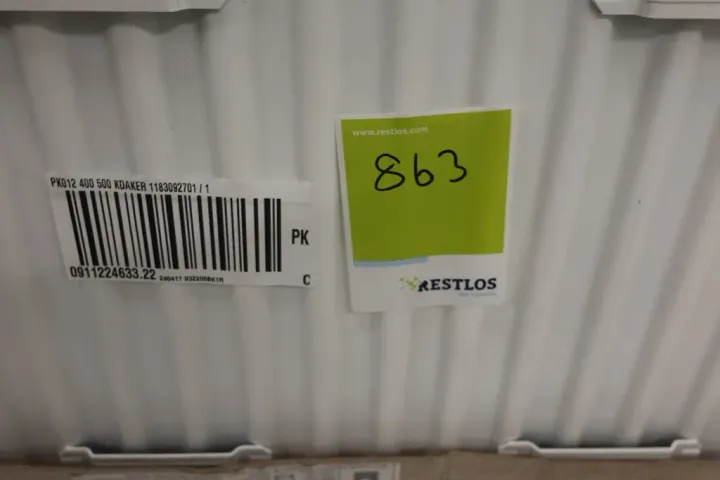 PK012 400 500 KDAKER 1183092701 / 1
PK
0911224633.22
C
www.restlos.com
863
RESTLOS